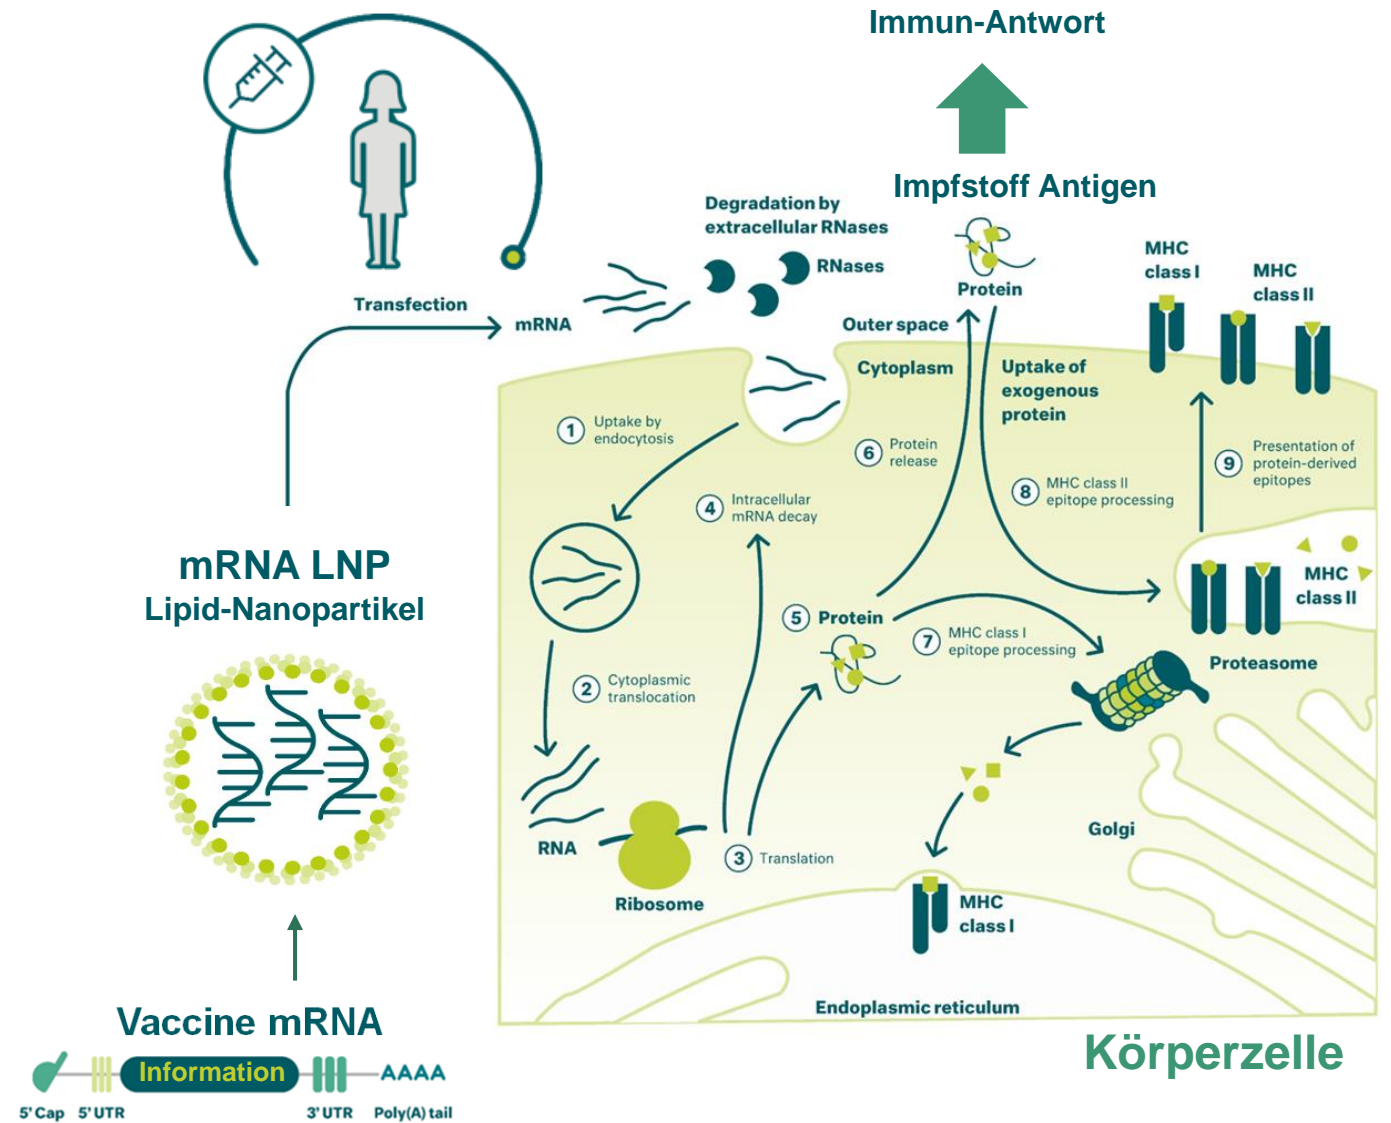 Immun-Antwort
Impfstoff Antigen
Degradation by
extracellular RNases
RNases
MHC
class I
MHC
class II
Protein
Transfection
mRNA
Outer space
Cytoplasm
Uptake of
exogenous
protein
1 Uptake by
endocytosis
6 Protein
release
9 Presentation of
protein-derived
epitopes
8 MHC class II
epitope processing
4 Intracellular
mRNA decay
mRNA LNP
Lipid-Nanopartikel
MHC
class II
5 Protein
7 MHC class I
epitope processing
Proteasome
2 Cytoplasmic
translocation
Golgi
RNA
3 Translation
Ribosome
MHC
class I
Endoplasmic reticulum
Vaccine mRNA
Körperzelle
Information
AAAA
5' Cap 5' UTR 3' UTR Poly(A) tail